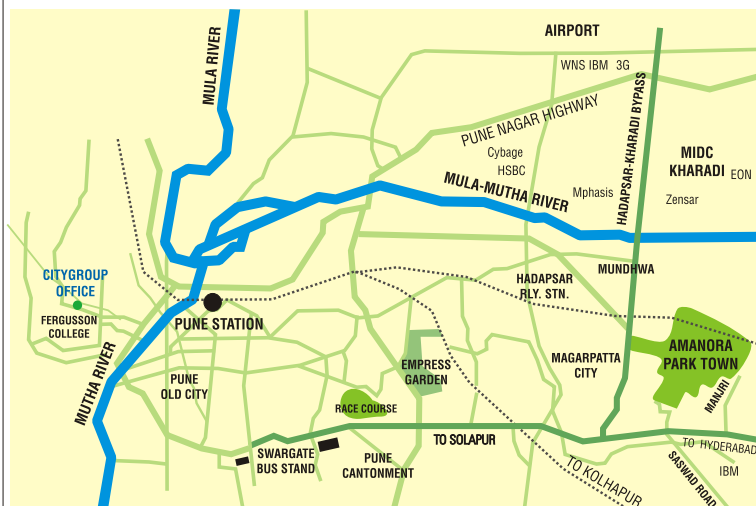 AIRPORT
MULA RIVER
WNS IBM 3G
PUNE NAGAR HIGHWAY
HADAPSAR-KHARADI BYPASS
Cybage
HSBC
MIDC
KHARADI
EON
MULA-MUTHA RIVER
Mphasis
Zensar
MUNDHWA
CITYGROUP
OFFICE
HADAPSAR
RLY. STN.
FERGUSSON
COLLEGE
PUNE STATION
AMANORA
PARK TOWN
MUTHA RIVER
PUNE
OLD CITY
EMPRESS
GARDEN
MAGARPATTA
CITY
MANJRI
RACE COURSE
TO SOLAPUR
TO HYDERABAD
SWARGATE
BUS STAND
PUNE
CANTONMENT
TO KOLHAPUR
SASWAD ROAD
IBM